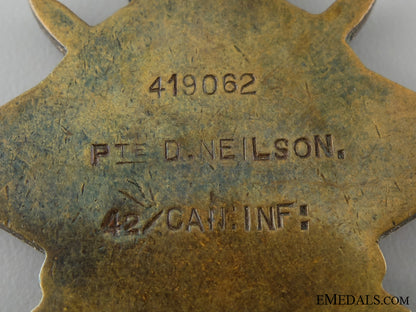 419062
PTE D. NEILSON.
42/CAN:INF:
EMEDALS.COM